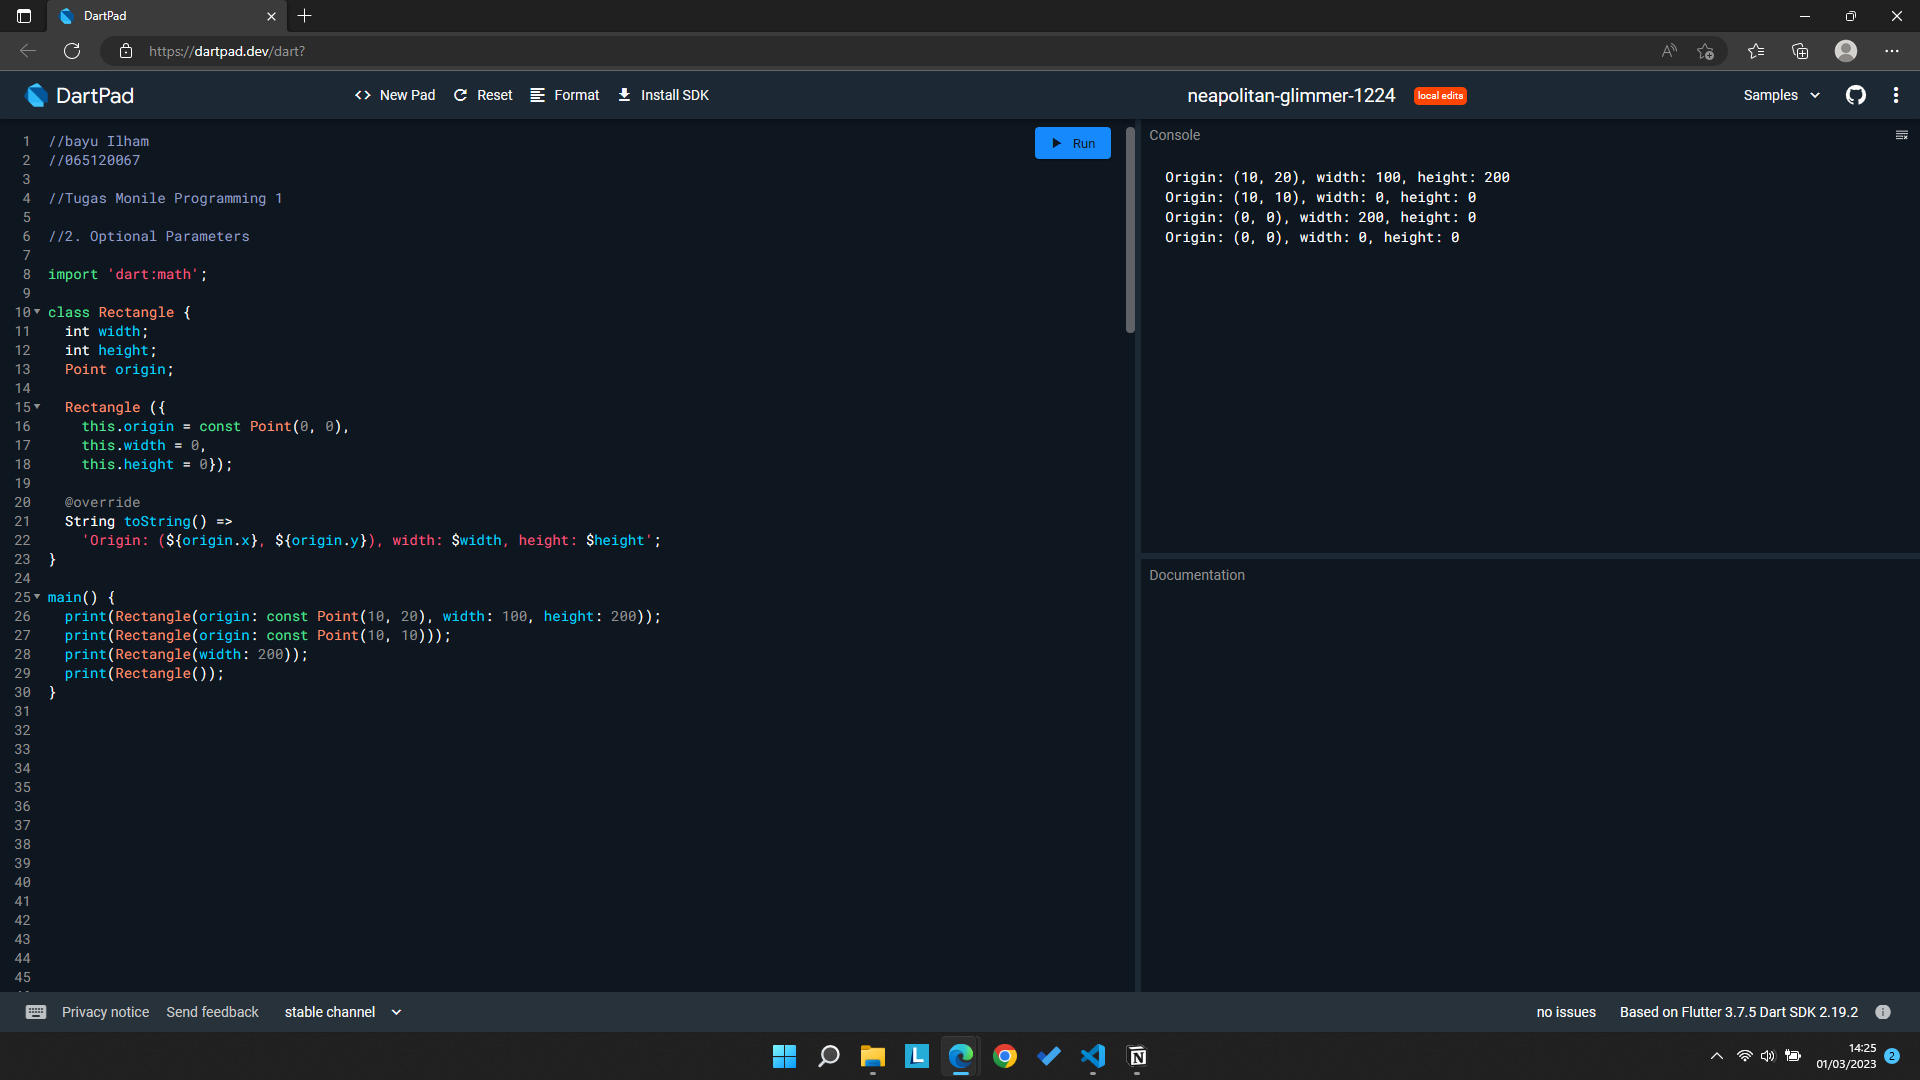 DartPad
https://dartpad.dev/dart?
DartPad
New Pad Reset Format Install SDK
neapolitan-glimmer-1224 local edits
Samples
Run
1 //bayu Ilham
2 //065120067
3
4 //Tugas Monile Programming 1
5
6 //2. Optional Parameters
7
8 import 'dart:math';
9
10 class Rectangle {
11 int width;
12 int height;
13 Point origin;
14
15 Rectangle ({
16 this.origin = const Point(0, 0),
17 this.width = 0,
18 this.height = 0});
19
20 @override
21 String toString() =>
22 'Origin: (${origin.x}, ${origin.y}), width: $width, height: $height';
23 }
24
25 main() {
26 print(Rectangle(origin: const Point(10, 20), width: 100, height: 200));
27 print(Rectangle(origin: const Point(10, 10)));
28 print(Rectangle(width: 200));
29 print(Rectangle());
30 }
31
32
33
34
35
36
37
38
39
40
41
42
43
44
45
Console
Origin: (10, 20), width: 100, height: 200
Origin: (10, 10), width: 0, height: 0
Origin: (0, 0), width: 200, height: 0
Origin: (0, 0), width: 0, height: 0
Documentation
Privacy notice Send feedback stable channel
no issues Based on Flutter 3.7.5 Dart SDK 2.19.2
14:25
01/03/2023
2